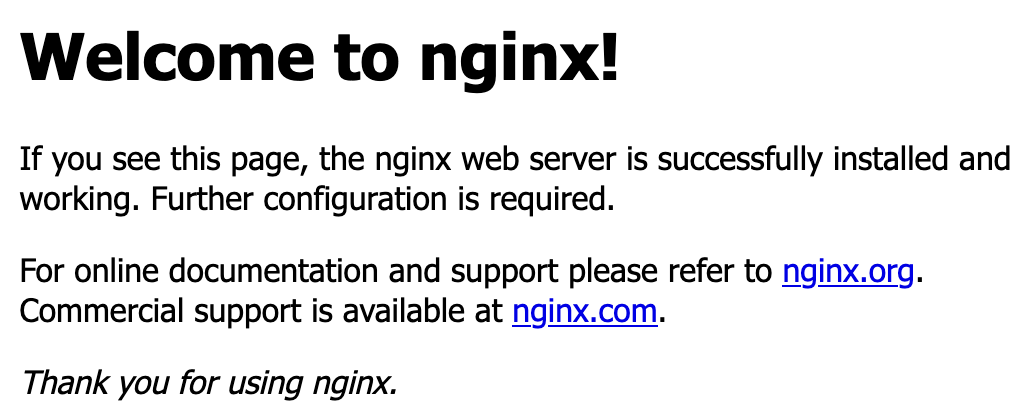 Welcome to nginx!
If you see this page, the nginx web server is successfully installed and
working. Further configuration is required.
For online documentation and support please refer to nginx.org.
Commercial support is available at nginx.com.
Thank you for using nginx.